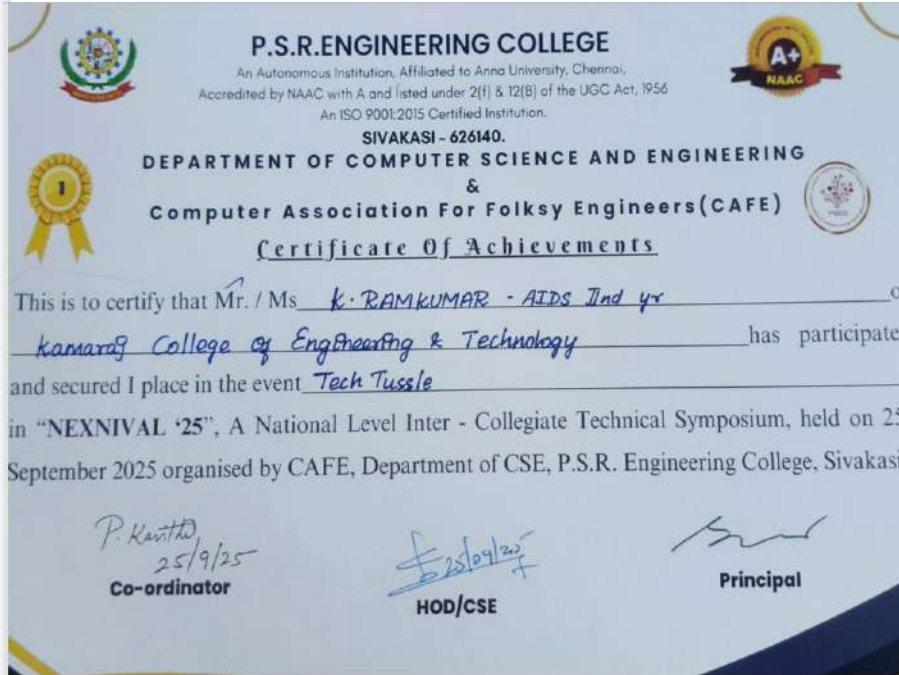 P.S.R.ENGINEERING COLLEGE
An Autonomous Institution, Affiliated to Anna University, Chennai,
Accredited by NAAC with A and listed under 2(f) & 12(B) of the UGC Act, 1956
An ISO 9001:2015 Certified Institution.
SIVAKASI - 626140.
A+
NAAC
DEPARTMENT OF COMPUTER SCIENCE AND ENGINEERING
&
Computer Association For Folksy Engineers(CAFE)
1
Certificate Of Achievements
This is to certify that Mr. / Ms K. RAMKUMAR - AIDS IInd yr o
Kamaraj College of Engineering & Technology has participate
and secured I place in the event Tech Tussle
in “NEXNIVAL ‘25”, A National Level Inter - Collegiate Technical Symposium, held on 25
September 2025 organised by CAFE, Department of CSE, P.S.R. Engineering College, Sivakasi
25/9/25
25/09/25
Co-ordinator
HOD/CSE
Principal